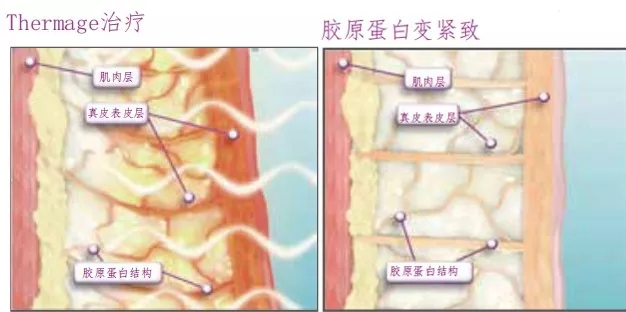 Thermage治疗
胶原蛋白变紧致
肌肉层
真皮表皮层
胶原蛋白结构
肌肉层
真皮表皮层
胶原蛋白结构